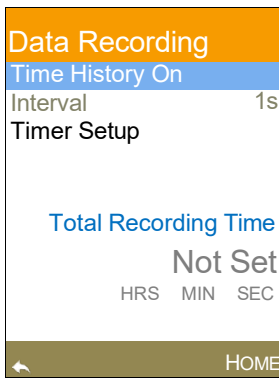 Data Recording
Time History On
Interval 1s
Timer Setup
Total Recording Time
Not Set
HRS MIN SEC
HOME